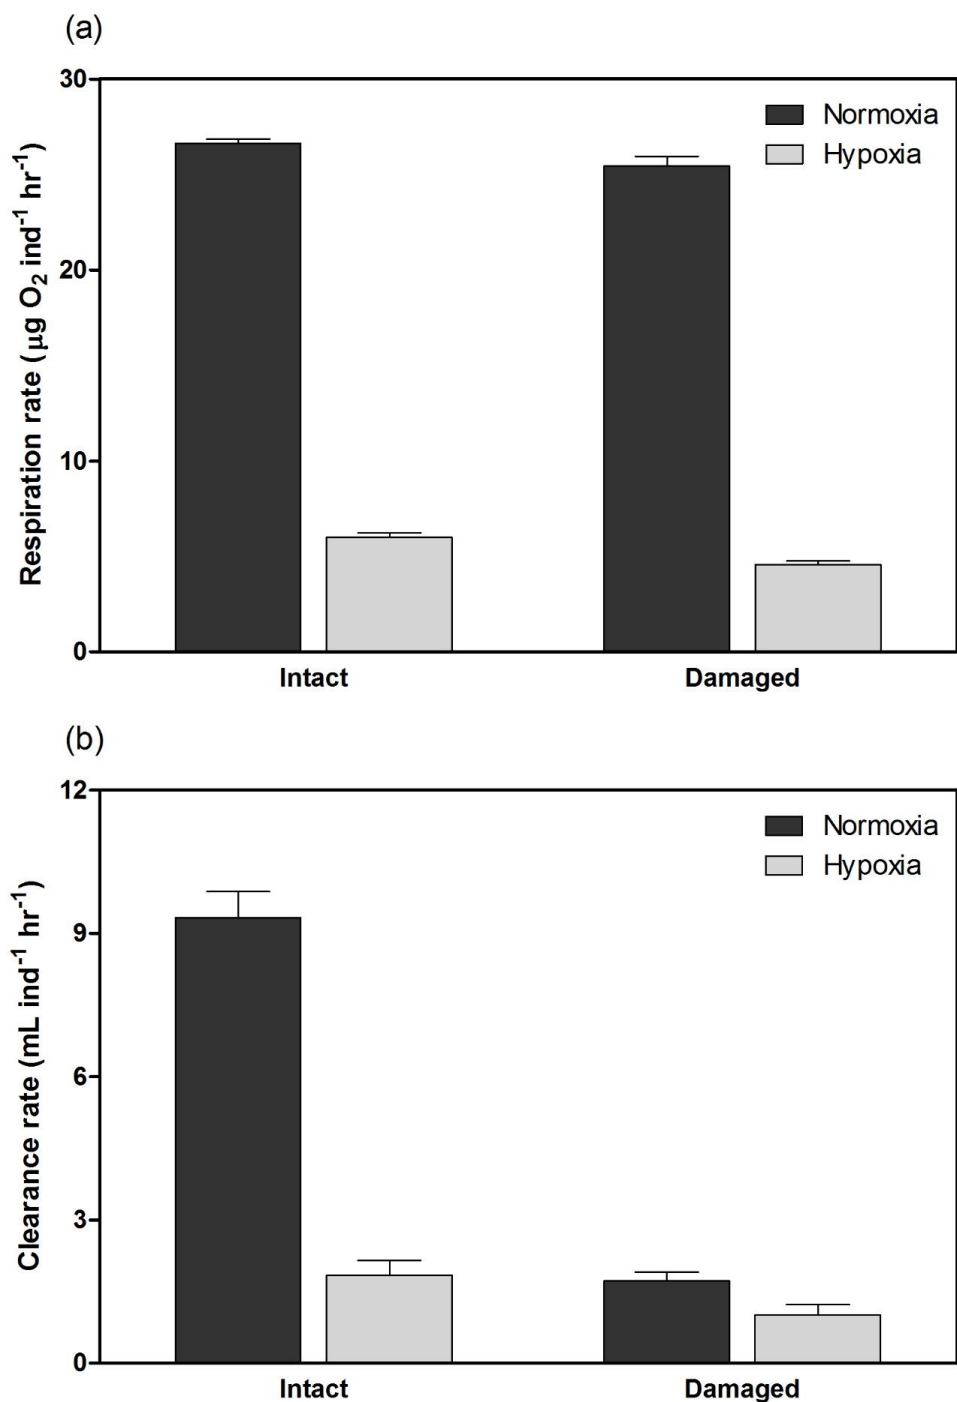 (a)
30
20
10
0
Respiration rate (μg O₂ ind⁻¹ hr⁻¹)
Normoxia
Hypoxia
Intact
Damaged
(b)
12
9
6
3
0
Clearance rate (mL ind⁻¹ hr⁻¹)
Normoxia
Hypoxia
Intact
Damaged